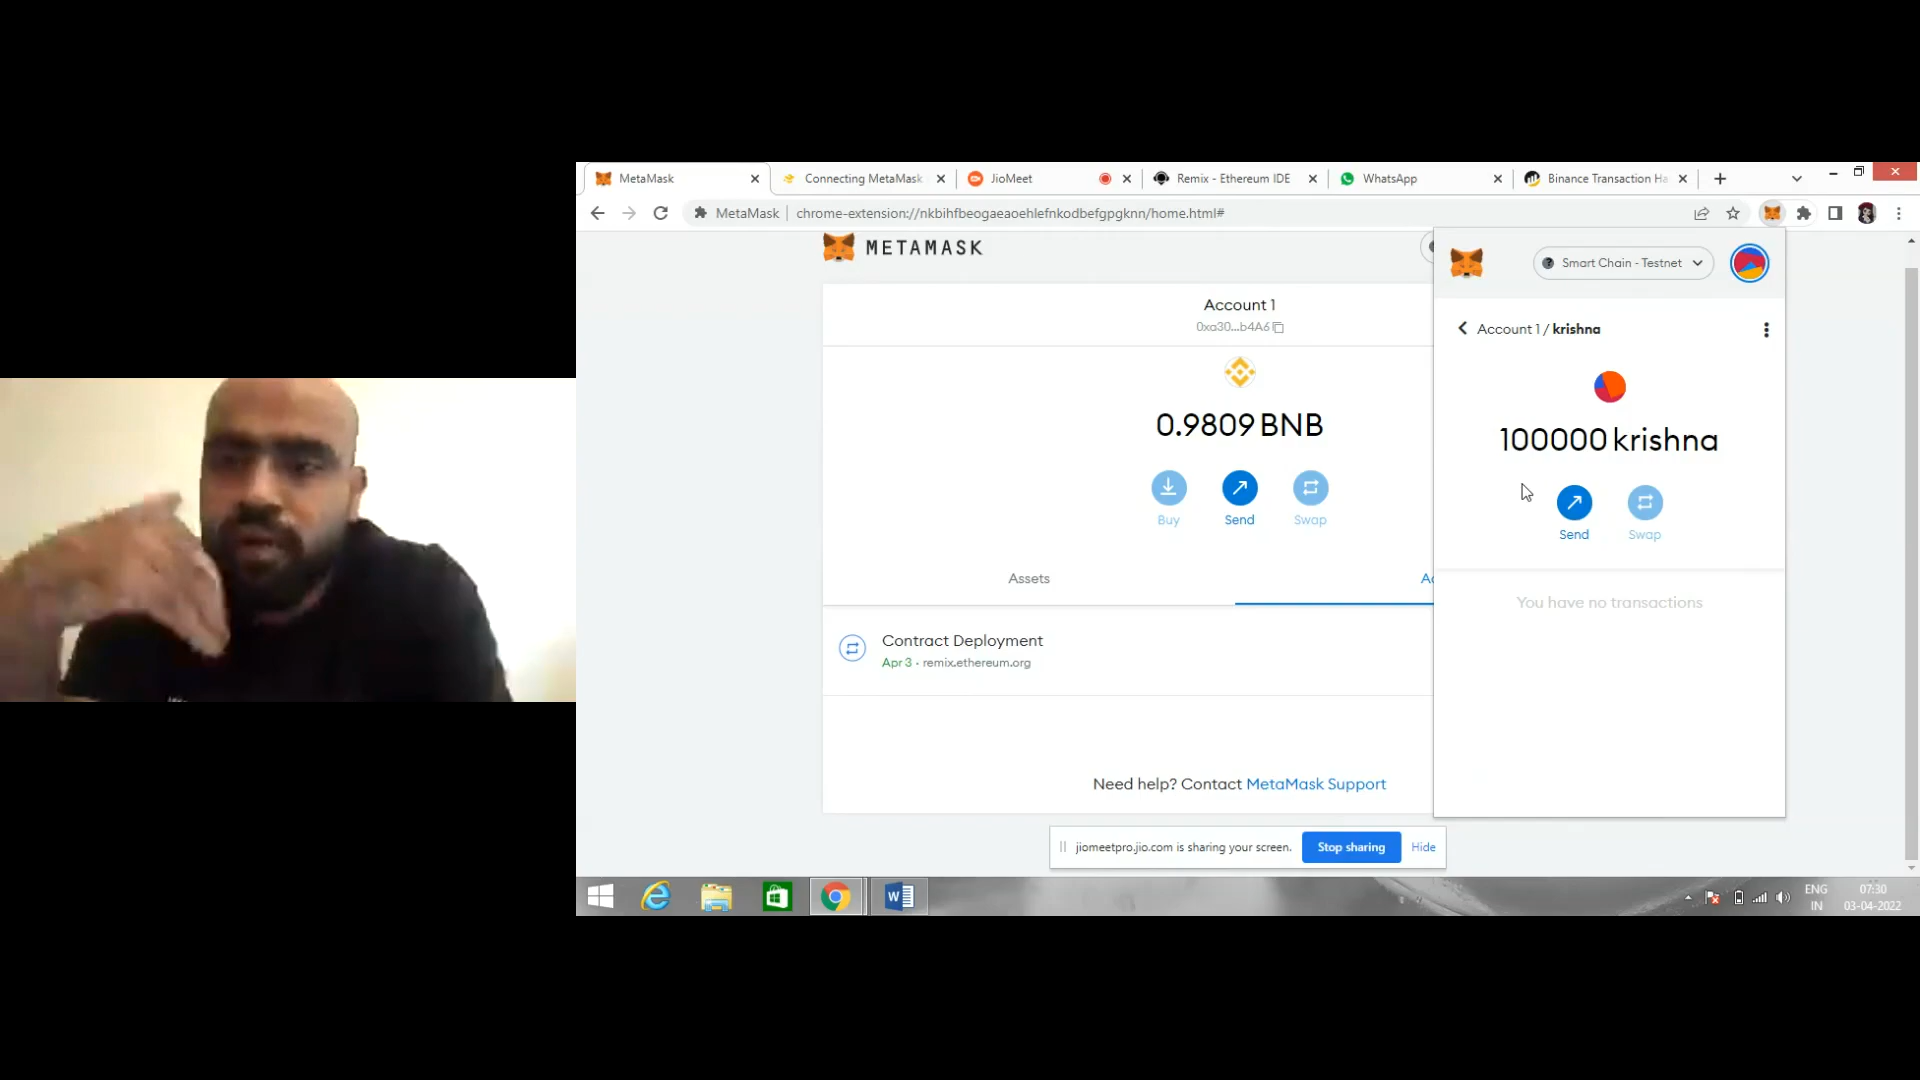 MetaMask
Connecting MetaMask
JioMeet
Remix - Ethereum IDE
WhatsApp
Binance Transaction Ha
MetaMask | chrome-extension://nkbihfbeogaeaoehlefnkodbefgpgknn/home.html#
METAMASK
Smart Chain - Testnet
Account 1
0xa30...b4A6
Account 1 / krishna
0.9809 BNB
100000 krishna
Buy
Send
Swap
Send
Swap
Assets
Ac
You have no transactions
Contract Deployment
Apr 3 · remix.ethereum.org
Need help? Contact MetaMask Support
jiomeetpro.jio.com is sharing your screen.
Stop sharing
Hide
ENG
IN
07:30
03-04-2022